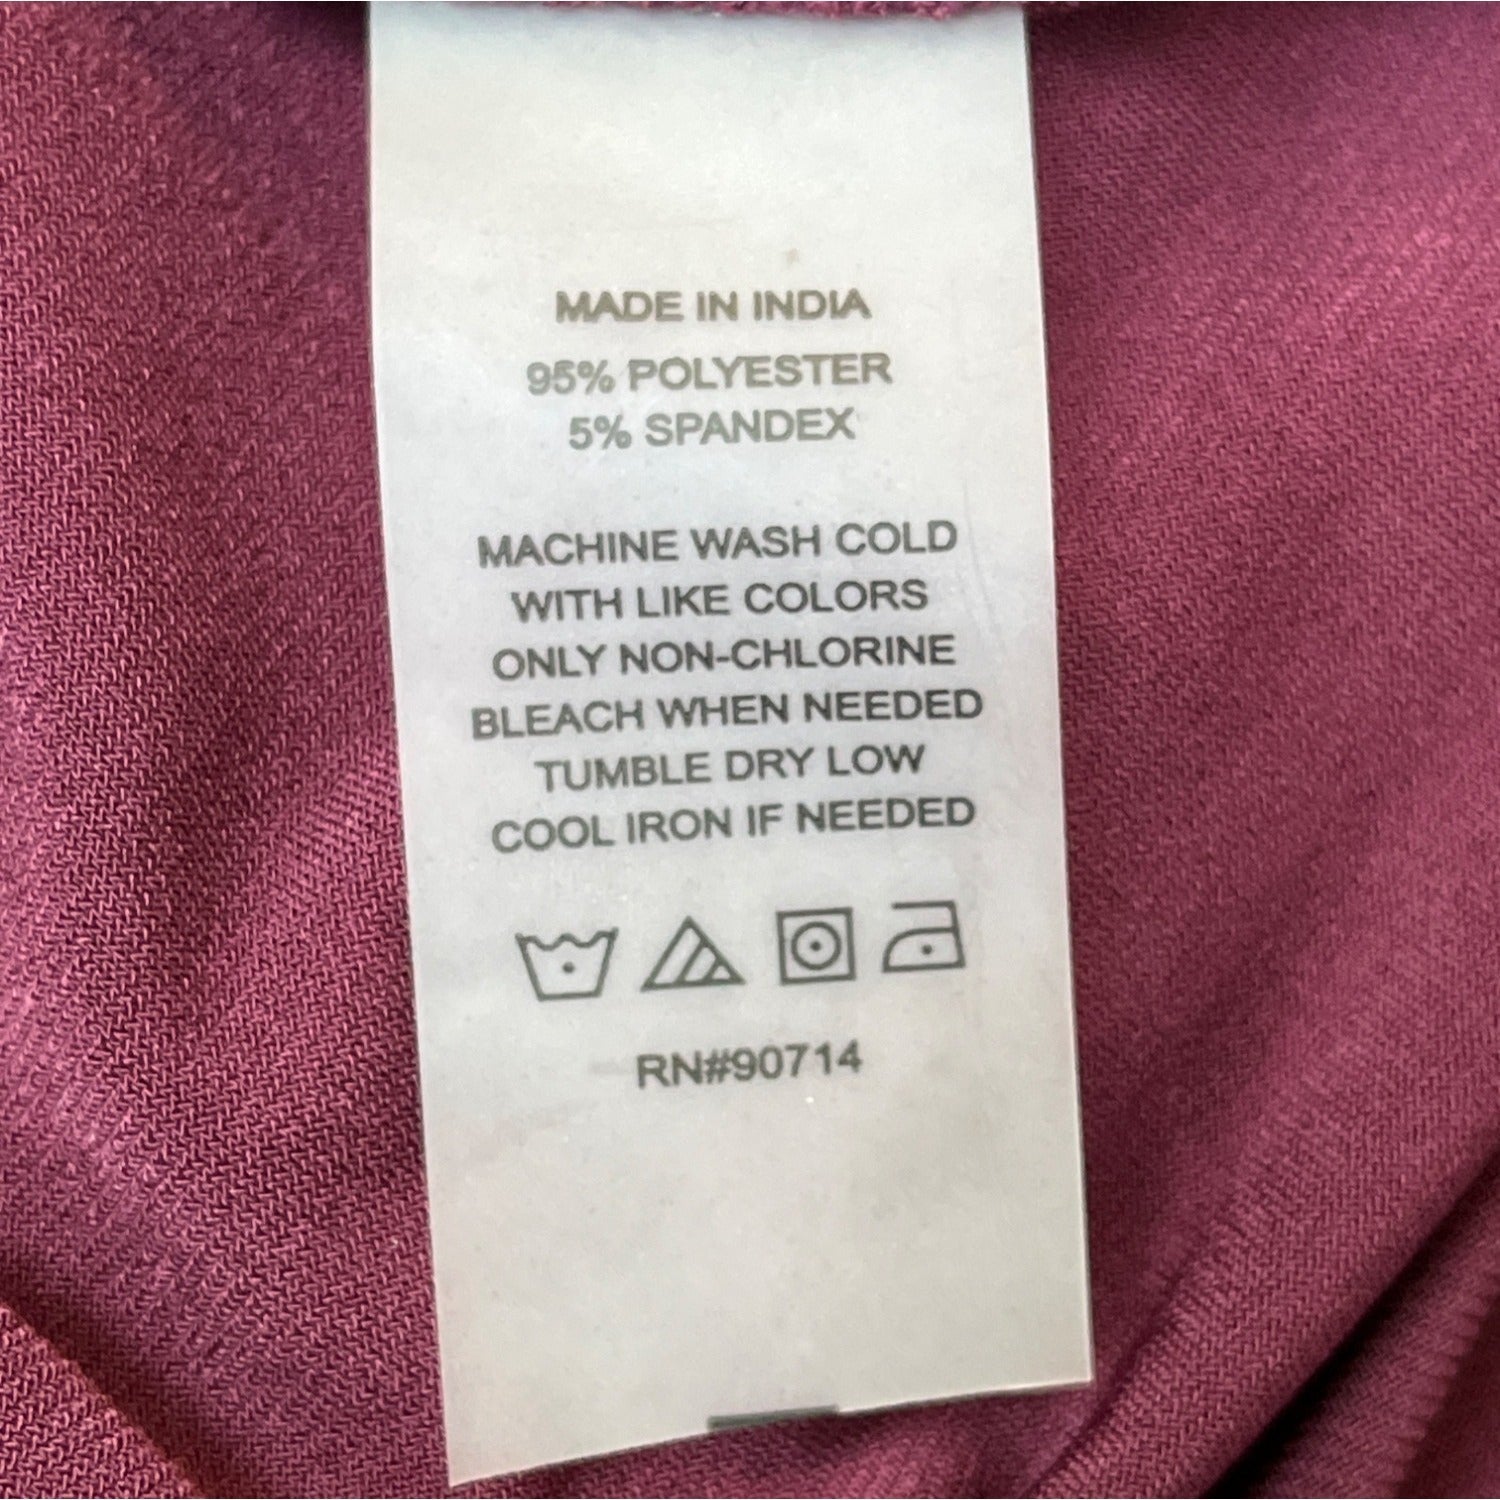 MADE IN INDIA
95% POLYESTER
5% SPANDEX
MACHINE WASH COLD
WITH LIKE COLORS
ONLY NON-CHLORINE
BLEACH WHEN NEEDED
TUMBLE DRY LOW
COOL IRON IF NEEDED
RN#90714